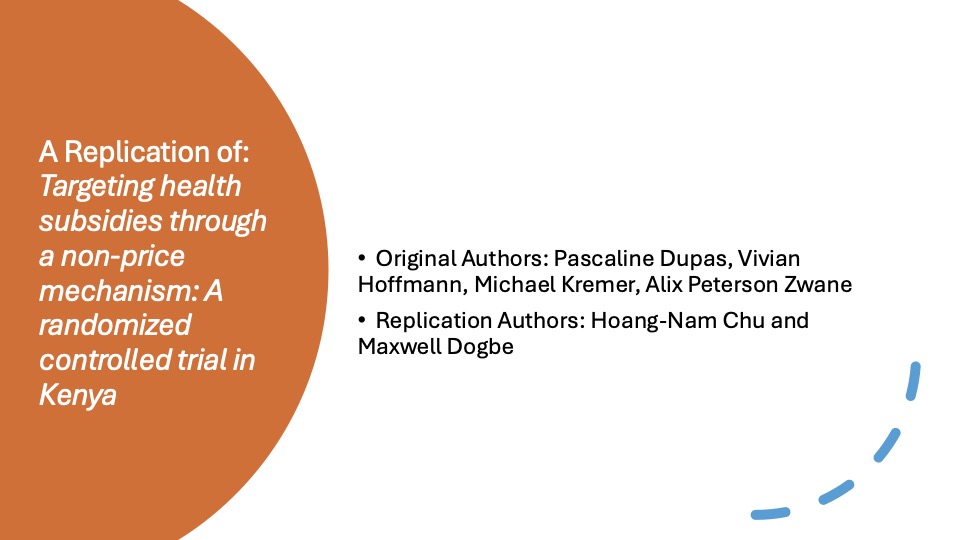 A Replication of:
Targeting health
subsidies through
a non-price
mechanism: A
randomized
controlled trial in
Kenya
• Original Authors: Pascaline Dupas, Vivian
Hoffmann, Michael Kremer, Alix Peterson Zwane
• Replication Authors: Hoang-Nam Chu and
Maxwell Dogbe